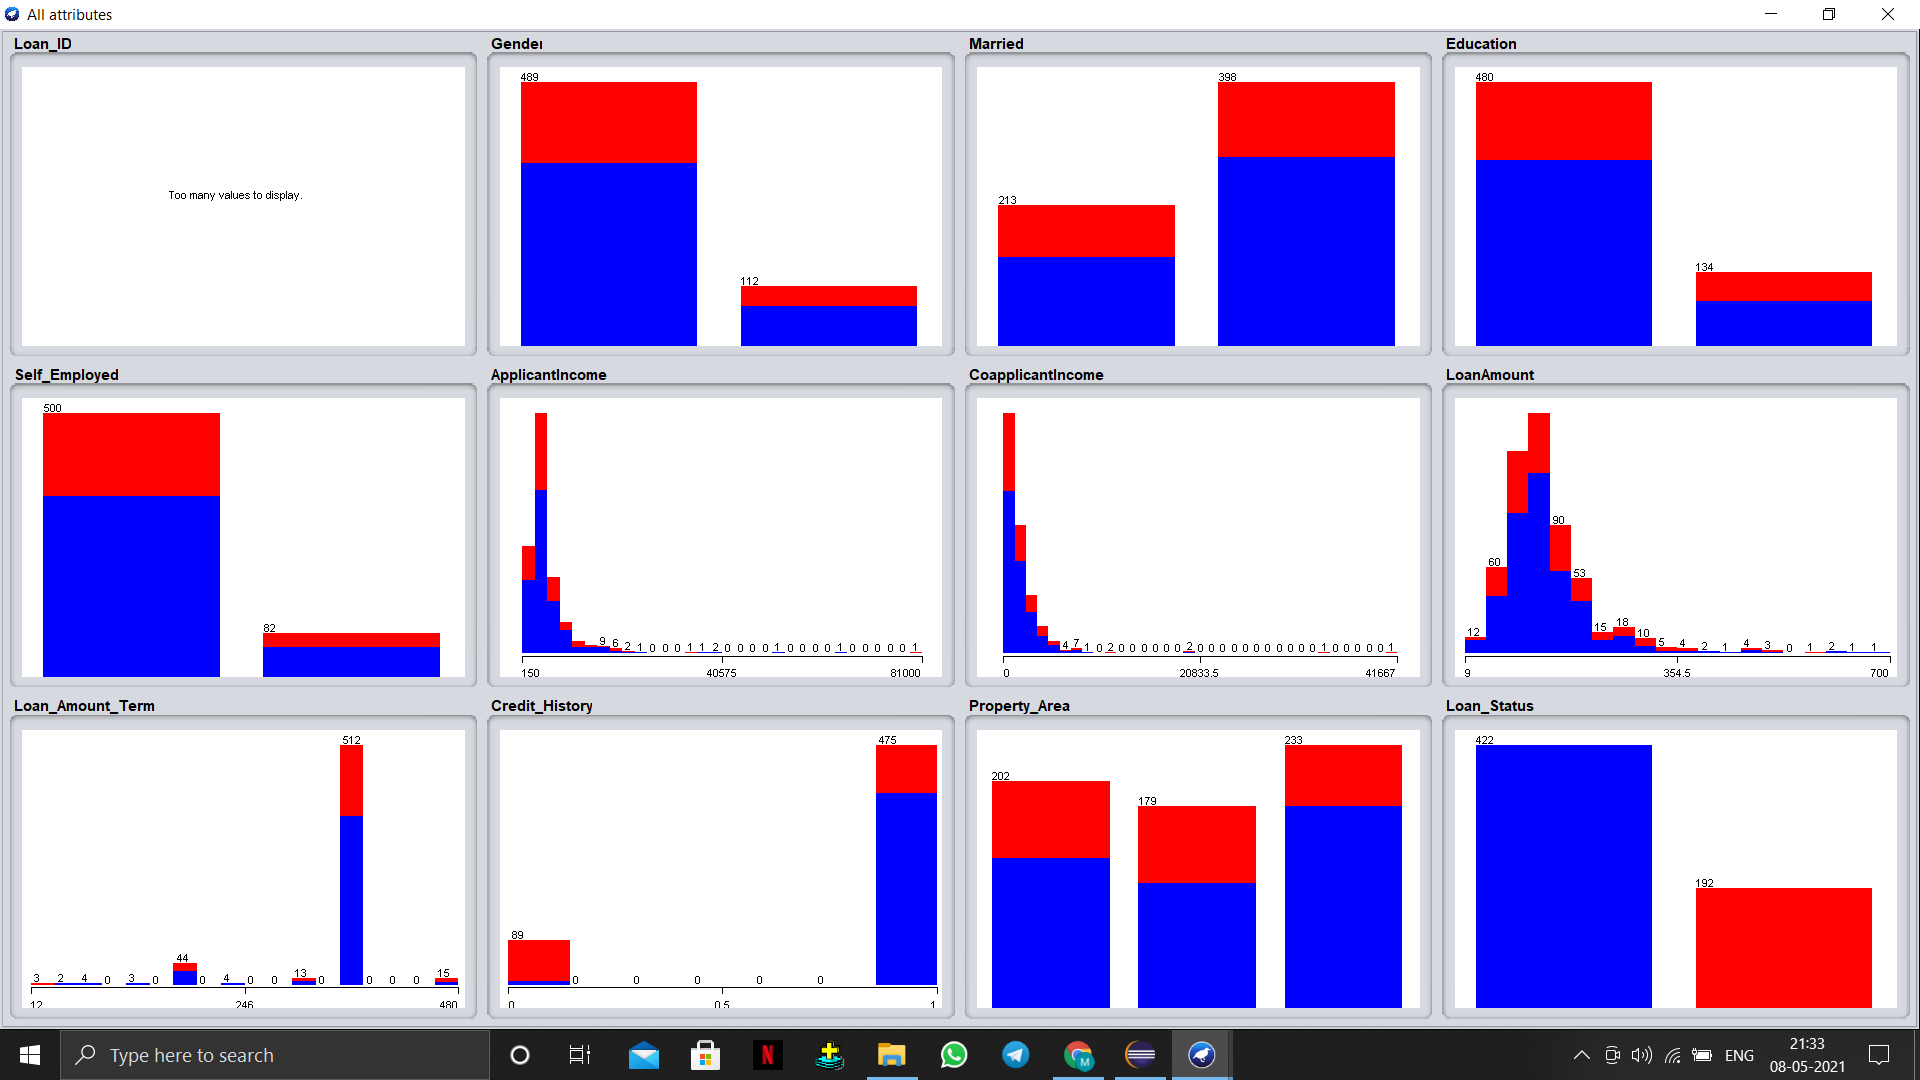 All attributes
Loan_ID
Gender
Married
Education
Too many values to display.
489
112
213
398
480
134
Self_Employed
ApplicantIncome
CoapplicantIncome
LoanAmount
500
82
9 6 2 1 0 0 0 1 1 2 0 0 0 0 1 0 0 0 0 1 0 0 0 0 0 1
150 40575 81000
4 7 1 0 2 0 0 0 0 0 0 2 0 0 0 0 0 0 0 0 0 0 0 1 0 0 0 0 0 1
0 20833.5 41667
12 60 90 53 15 18 10 5 4 2 1 4 3 0 1 2 1 1
9 354.5 700
Loan_Amount_Term
Credit_History
Property_Area
Loan_Status
3 2 4 0 3 0 44 0 4 0 0 13 0 512 0 0 0 15
12 246 480
89 0 0 0 0 0 475
0 0.5 1
202
179
233
422
192
Type here to search
N
M
ENG
21:33
08-05-2021